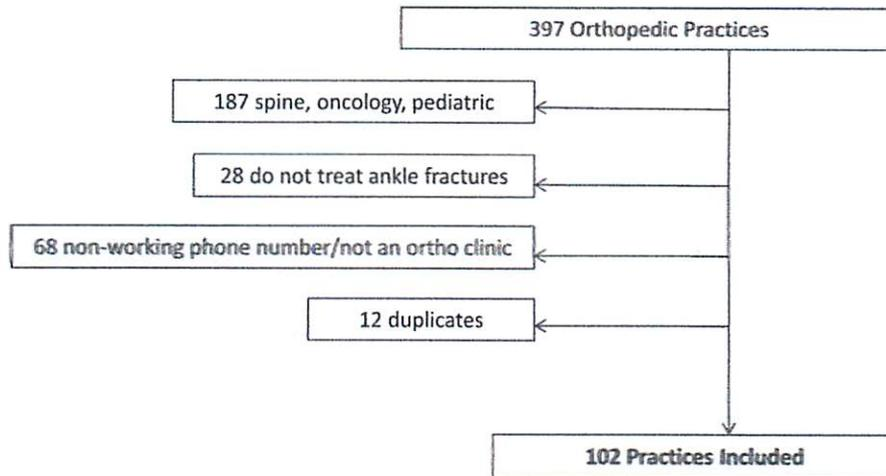 397 Orthopedic Practices
187 spine, oncology, pediatric
28 do not treat ankle fractures
68 non-working phone number/not an ortho clinic
12 duplicates
102 Practices Included